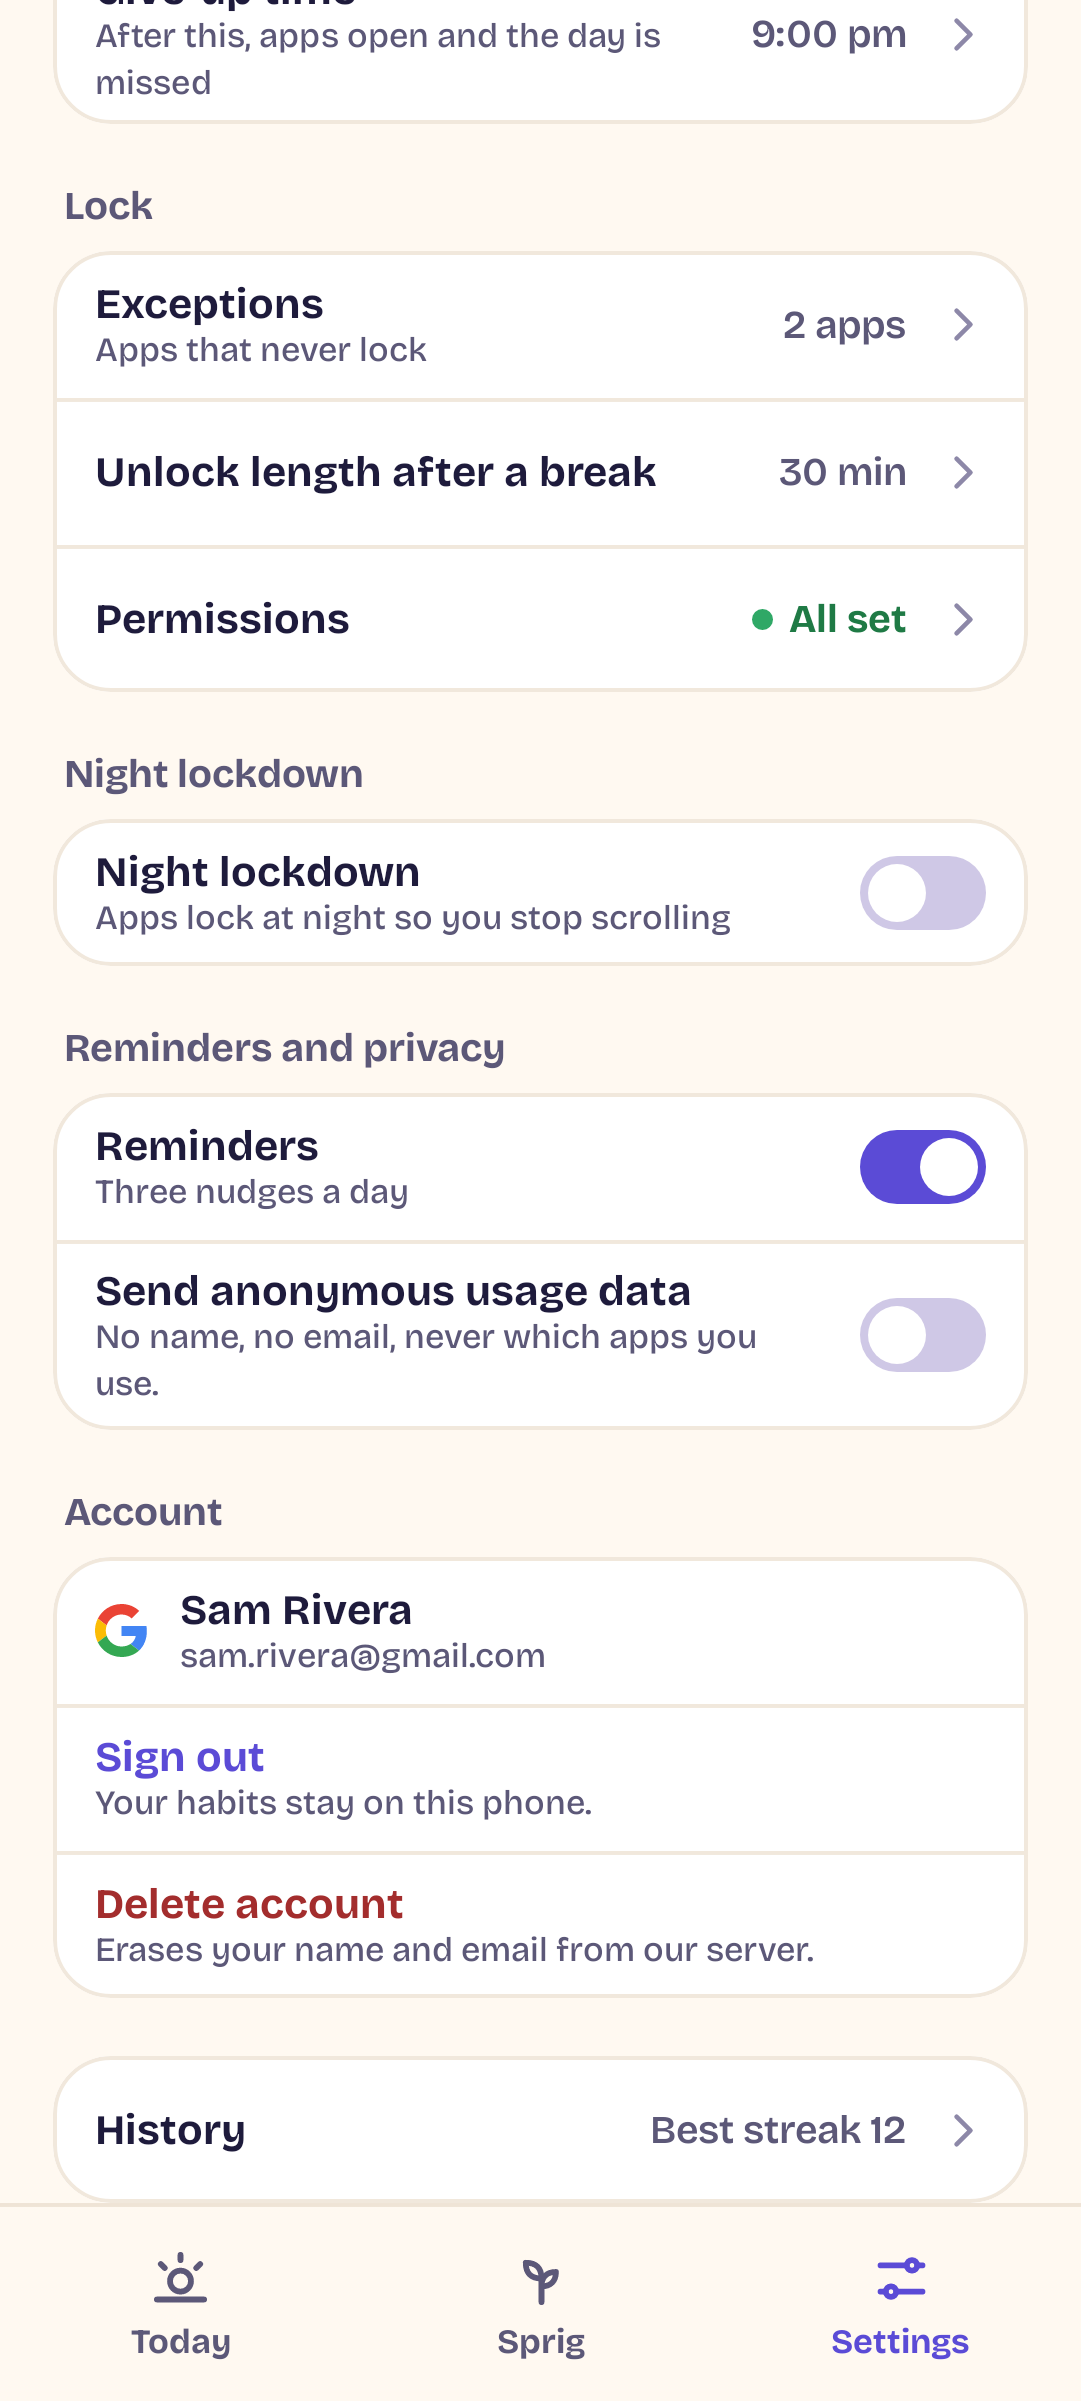 Give-up time
After this, apps open and the day is
missed
9:00 pm
Lock
Exceptions
Apps that never lock
2 apps
Unlock length after a break
30 min
Permissions
All set
Night lockdown
Night lockdown
Apps lock at night so you stop scrolling
Reminders and privacy
Reminders
Three nudges a day
Send anonymous usage data
No name, no email, never which apps you
use.
Account
Sam Rivera
sam.rivera@gmail.com
Sign out
Your habits stay on this phone.
Delete account
Erases your name and email from our server.
History
Best streak 12
Today
Sprig
Settings